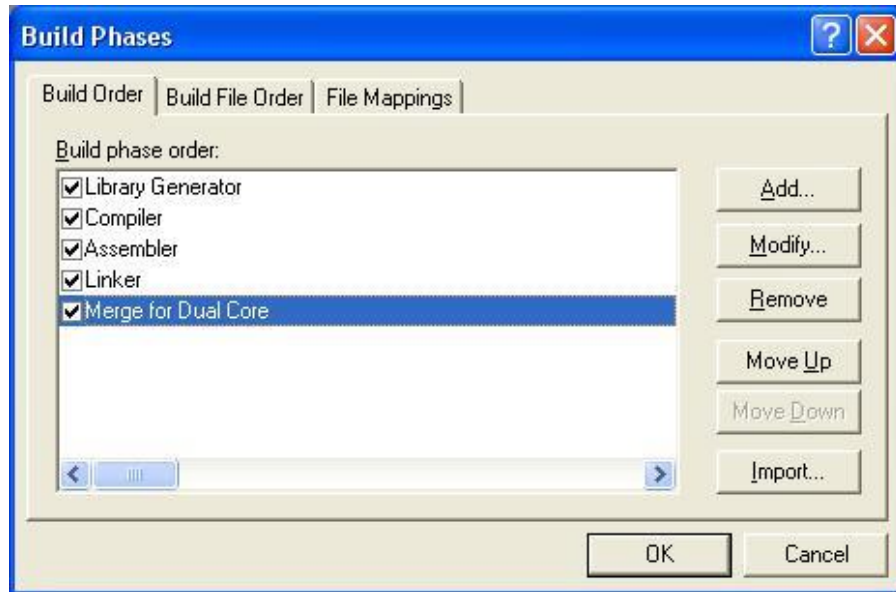 Build Phases
Build Order
Build File Order
File Mappings
Build phase order:
Library Generator
Compiler
Assembler
Linker
Merge for Dual Core
Add...
Modify...
Remove
Move Up
Move Down
Import...
OK
Cancel